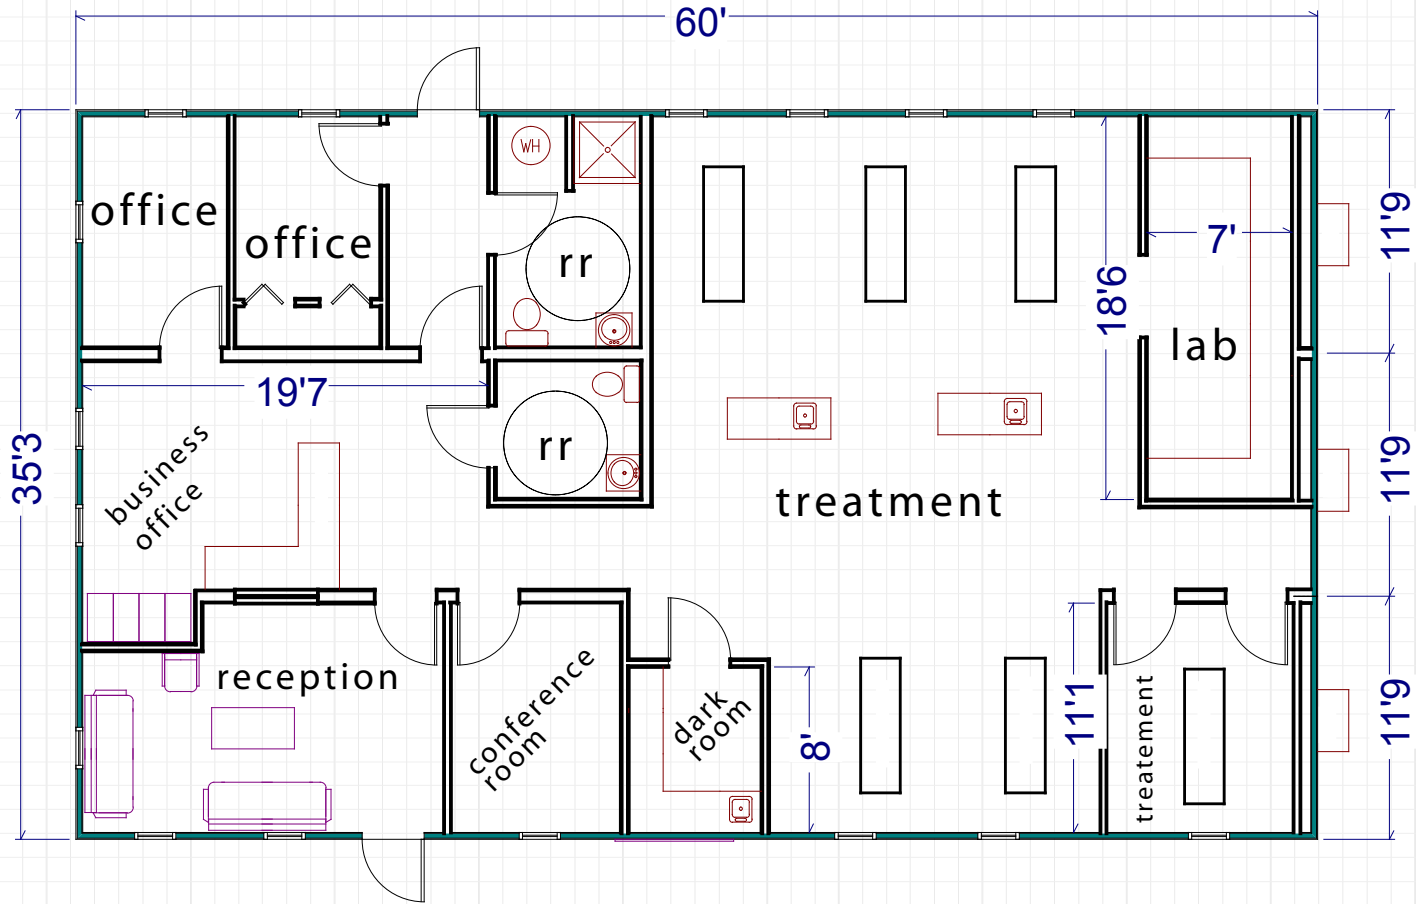 60'
WH
office
office
rr
11'9
7'
18'6
lab
19'7
35'3
business
office
rr
treatment
11'9
reception
conference
room
dark
room
8'
11'1
treatement
11'9